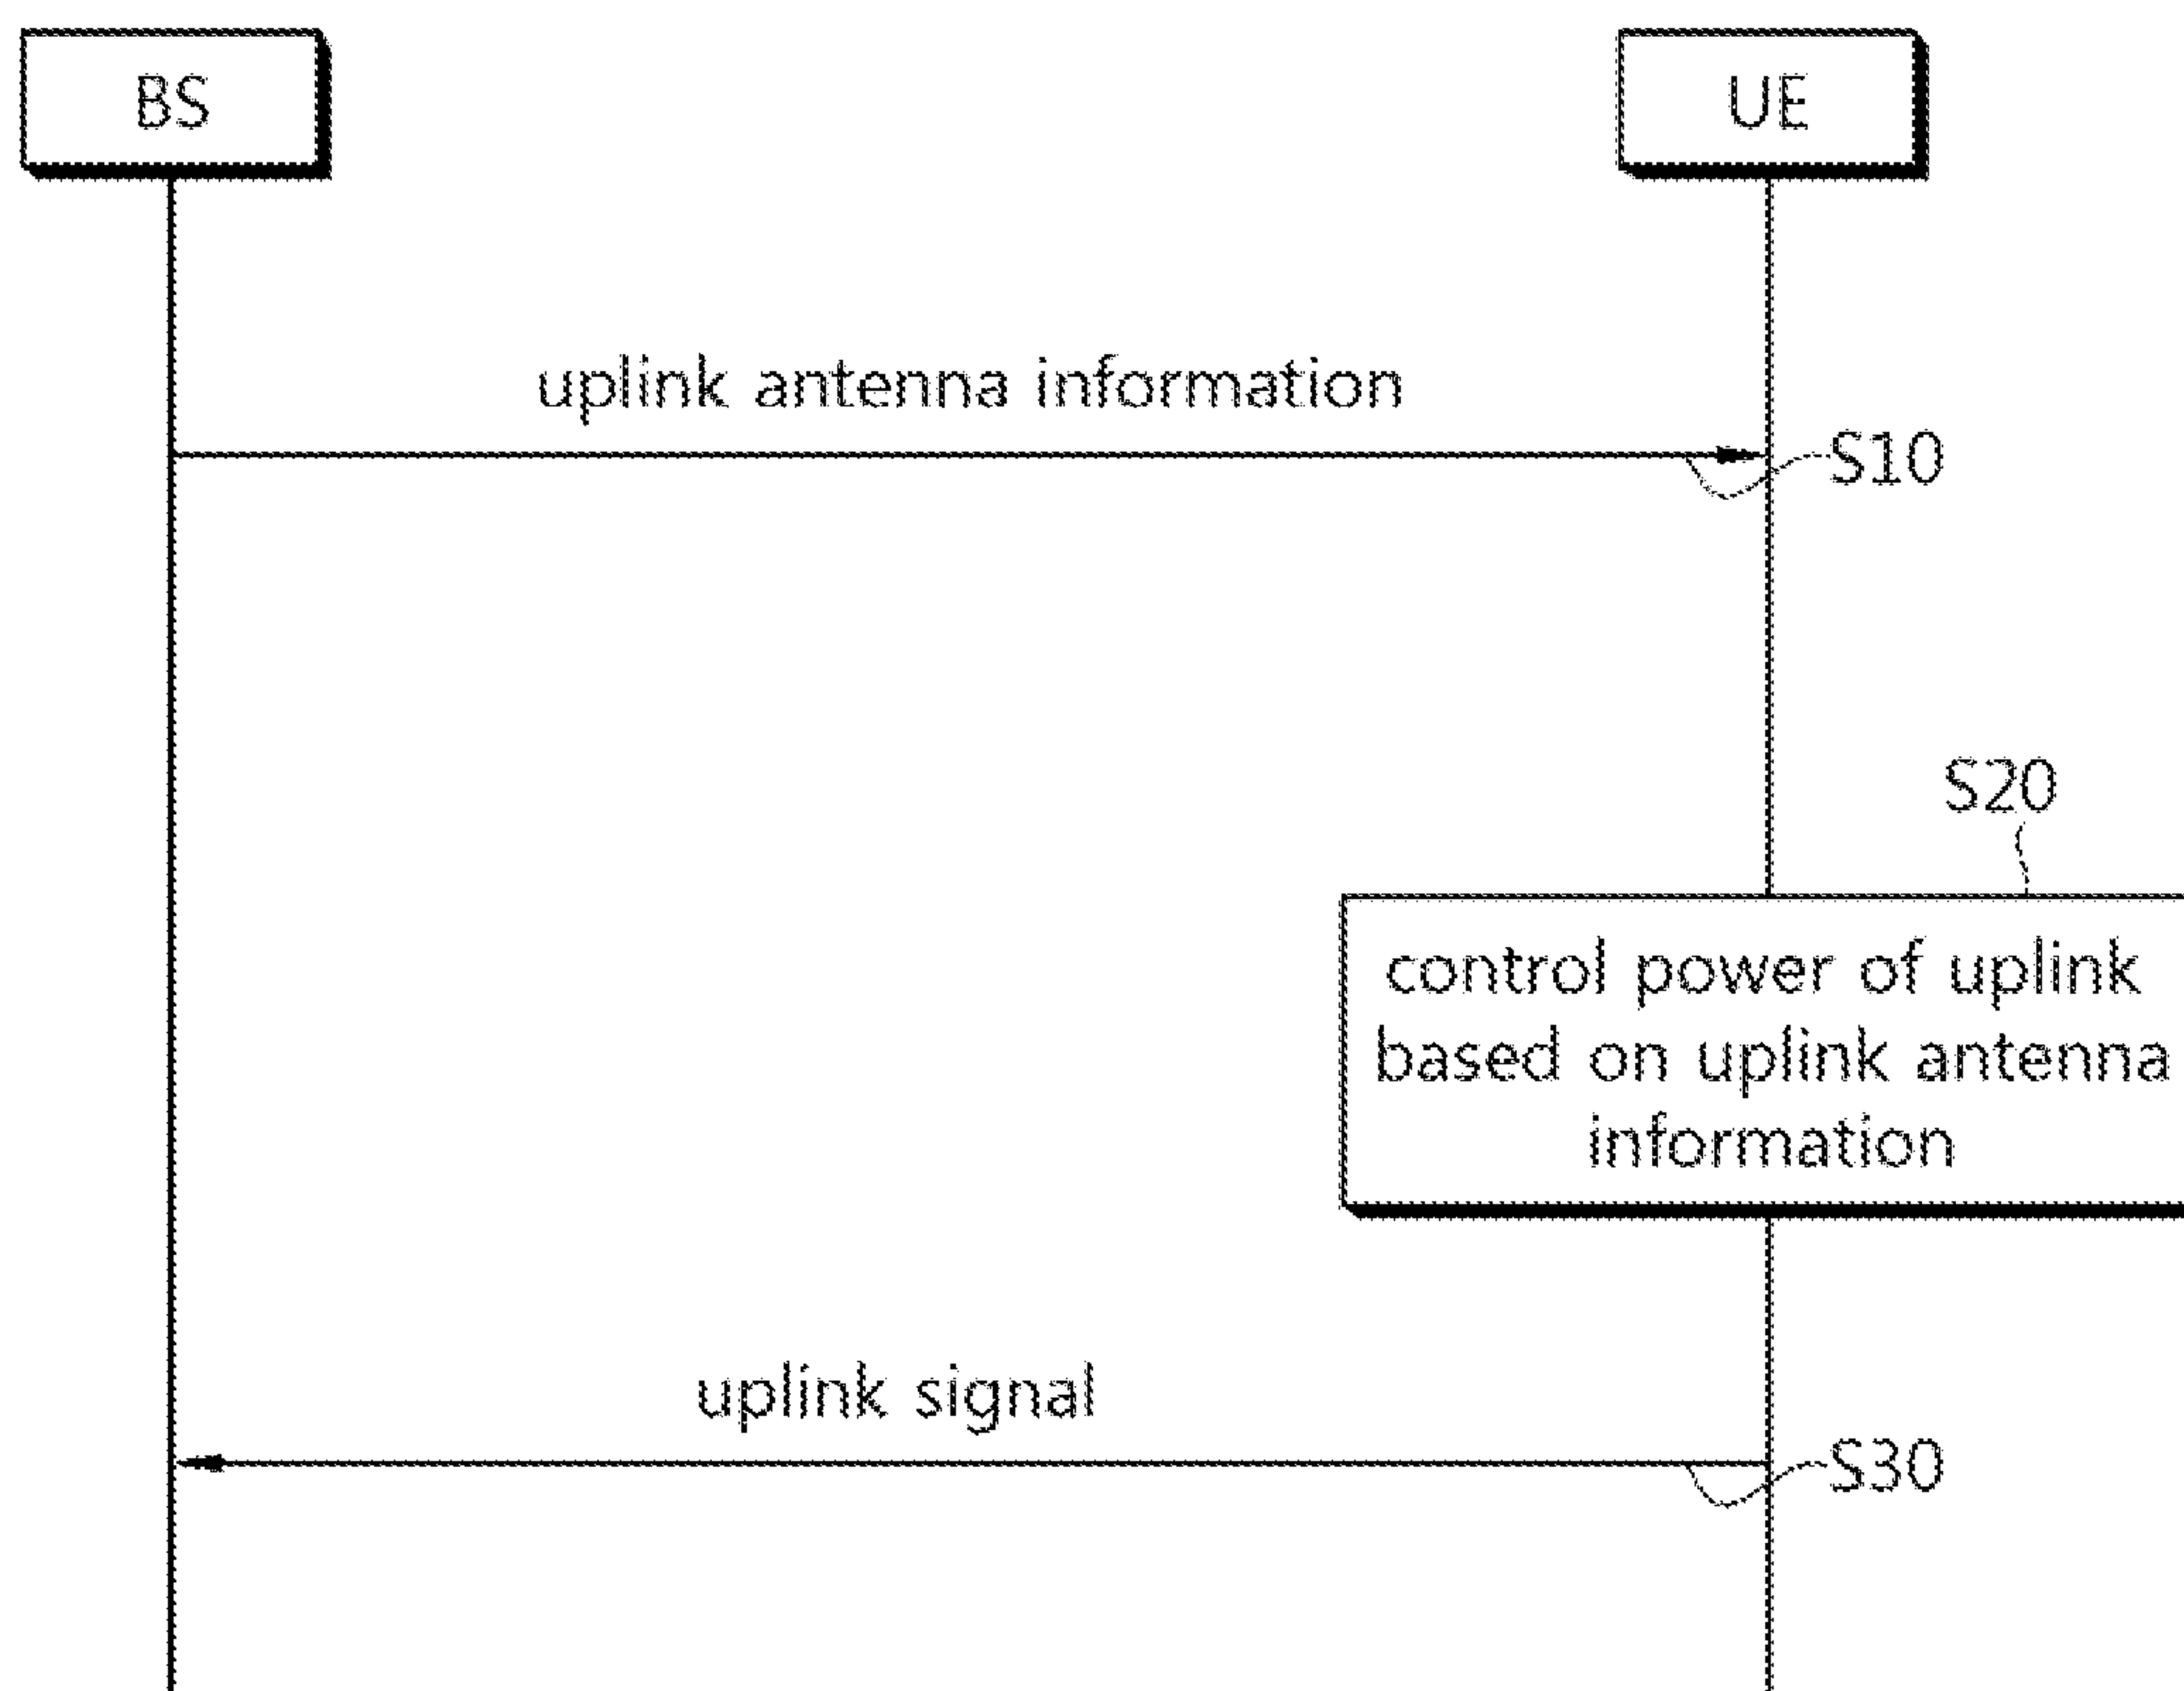 BS
UE
uplink antenna information
S10
S20
control power of uplink
based on uplink antenna
information
uplink signal
S30